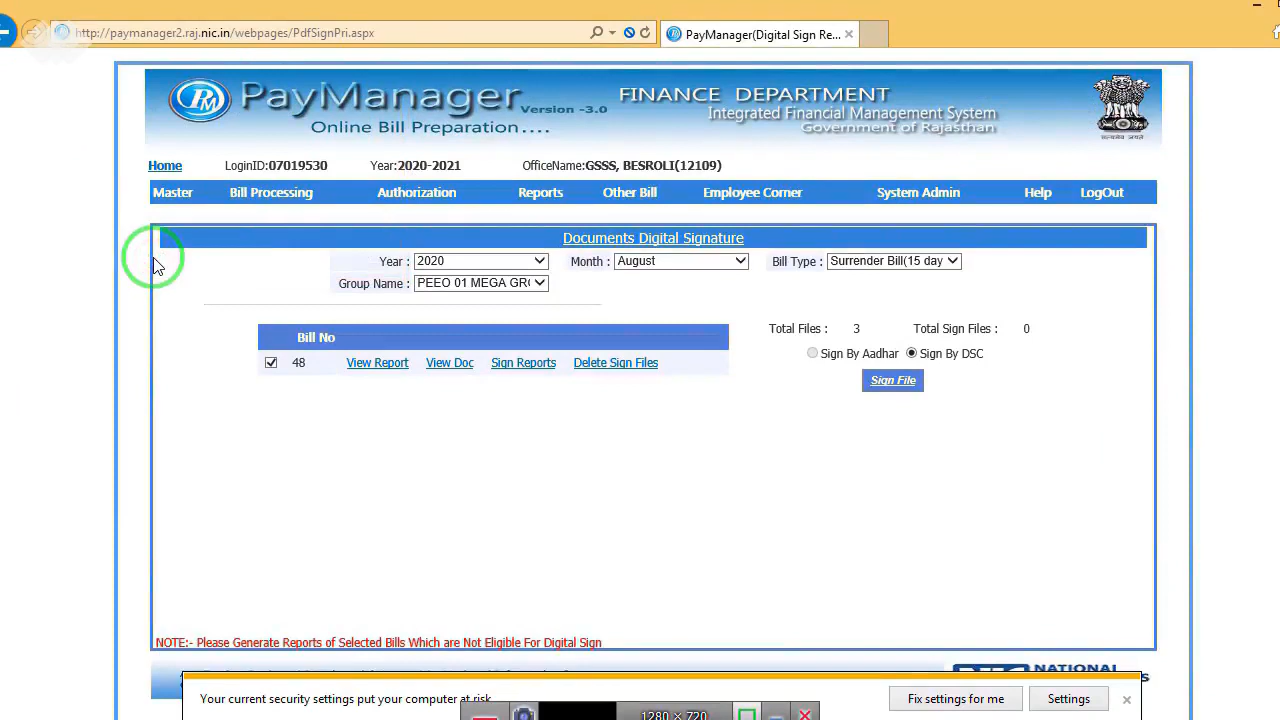 http://paymanager2.raj.nic.in/webpages/PdfSignPri.aspx
PayManager(Digital Sign Re...
PM PayManager Version -3.0
Online Bill Preparation....
FINANCE DEPARTMENT
Integrated Financial Management System
Government of Rajasthan
Home LoginID:07019530 Year:2020-2021 OfficeName:GSSS, BESROLI(12109)
Master Bill Processing Authorization Reports Other Bill Employee Corner System Admin Help LogOut
Documents Digital Signature
Year : 2020 Month : August Bill Type : Surrender Bill(15 day
Group Name : PEEO 01 MEGA GR
Bill No
48 View Report View Doc Sign Reports Delete Sign Files
Total Files : 3 Total Sign Files : 0
Sign By Aadhar Sign By DSC
Sign File
NOTE:- Please Generate Reports of Selected Bills Which are Not Eligible For Digital Sign
NATIONAL
Your current security settings put your computer at risk
Fix settings for me Settings
1280 × 720